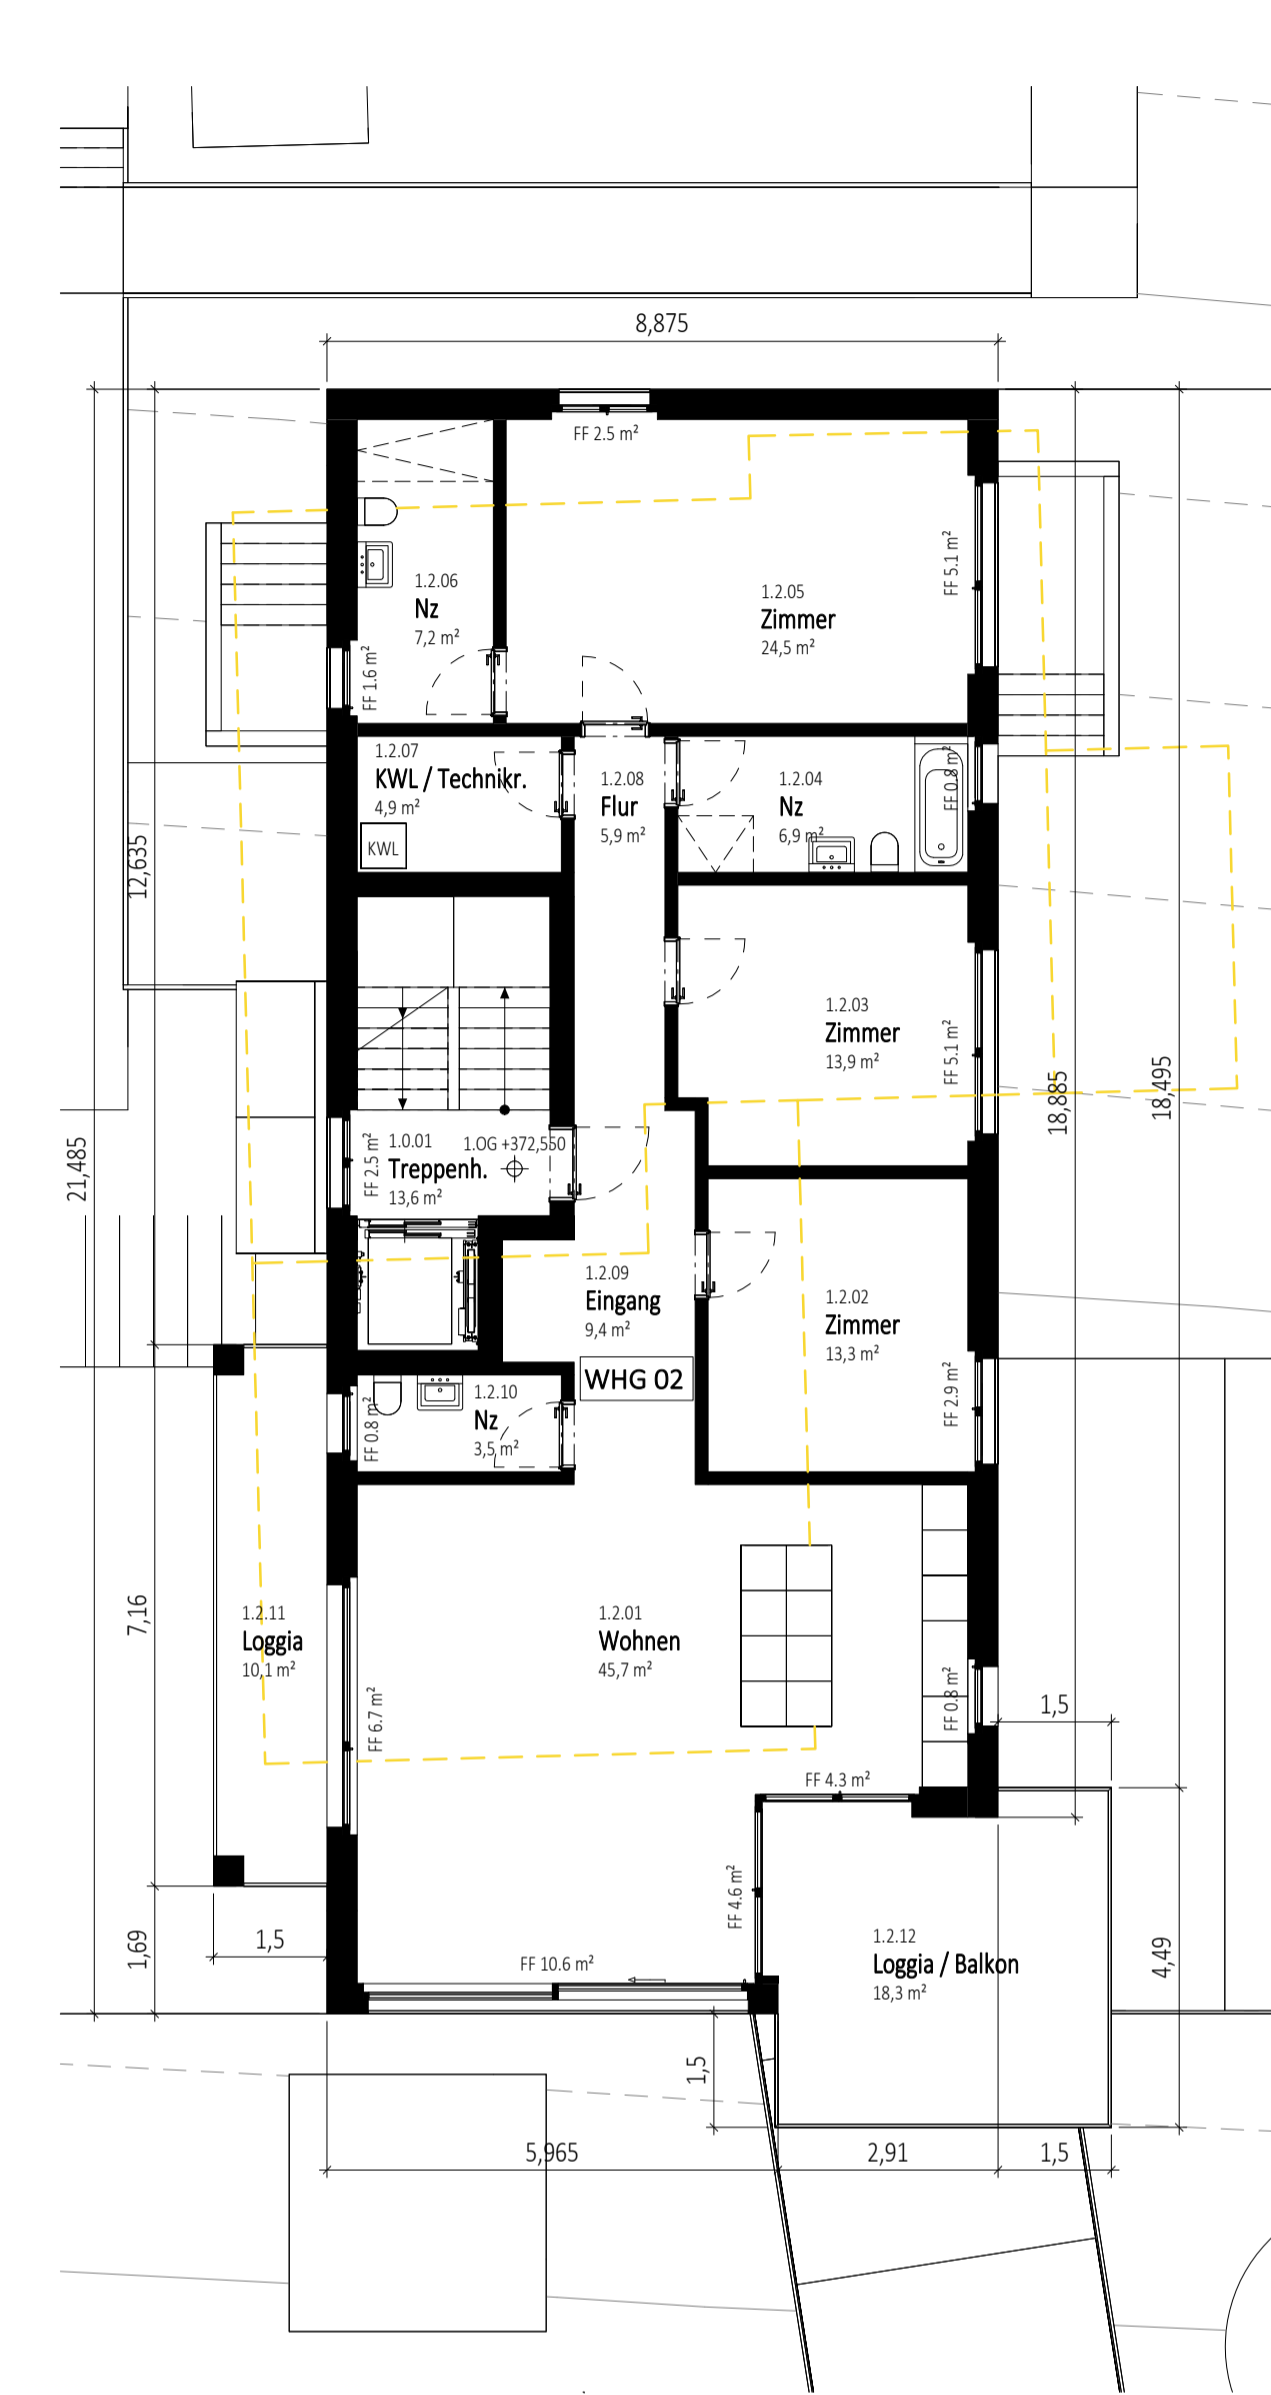 8,875
FF 2.5 m²
1.2.06
Nz
7,2 m²
1.2.05
Zimmer
24,5 m²
FF 5.1 m²
FF 1.6 m²
1.2.07
KWL / Technikr.
4,9 m²
KWL
1.2.08
Flur
5,9 m²
1.2.04
Nz
6,9 m²
FF 0.8 m²
12,635
1.2.03
Zimmer
13,9 m²
FF 5.1 m²
18,885
18,495
21,485
FF 2.5 m²
1.0.01
Treppenh.
13,6 m²
1.OG +372,550
1.2.09
Eingang
9,4 m²
WHG 02
1.2.02
Zimmer
13,3 m²
FF 2.9 m²
FF 0.8 m²
1.2.10
Nz
3,5 m²
7,16
1.2.11
Loggia
10,1 m²
1.2.01
Wohnen
45,7 m²
FF 6.7 m²
FF 0.8 m²
1,5
FF 4.3 m²
FF 4.6 m²
1,69
1,5
FF 10.6 m²
1.2.12
Loggia / Balkon
18,3 m²
4,49
1,5
5,965
2,91
1,5